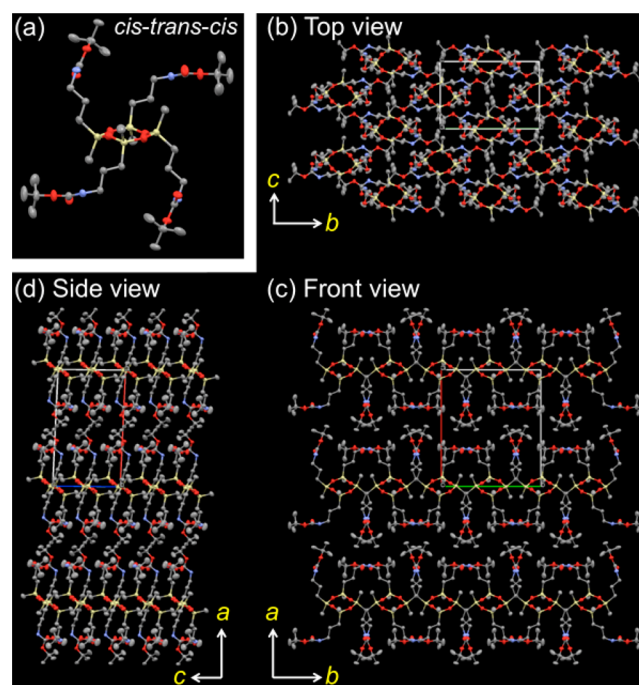 (a) cis-trans-cis
(b) Top view
c
b
(d) Side view
(c) Front view
a
c
a
b